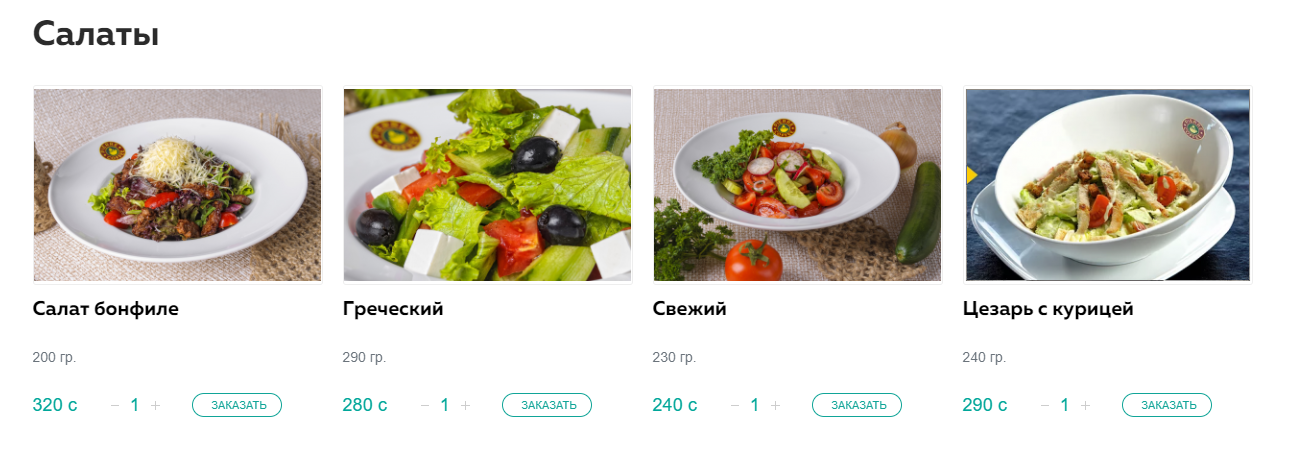 Салаты
Салат бонфиле
200 гр.
320 с − 1 + ЗАКАЗАТЬ
Греческий
290 гр.
280 с − 1 + ЗАКАЗАТЬ
Свежий
230 гр.
240 с − 1 + ЗАКАЗАТЬ
Цезарь с курицей
240 гр.
290 с − 1 + ЗАКАЗАТЬ